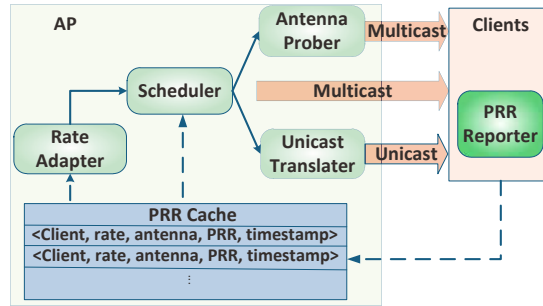 AP
Antenna
Prober
Multicast
Clients
Scheduler
Multicast
PRR
Reporter
Rate
Adapter
Unicast
Translater
Unicast
PRR Cache
<Client, rate, antenna, PRR, timestamp>
<Client, rate, antenna, PRR, timestamp>
⋮